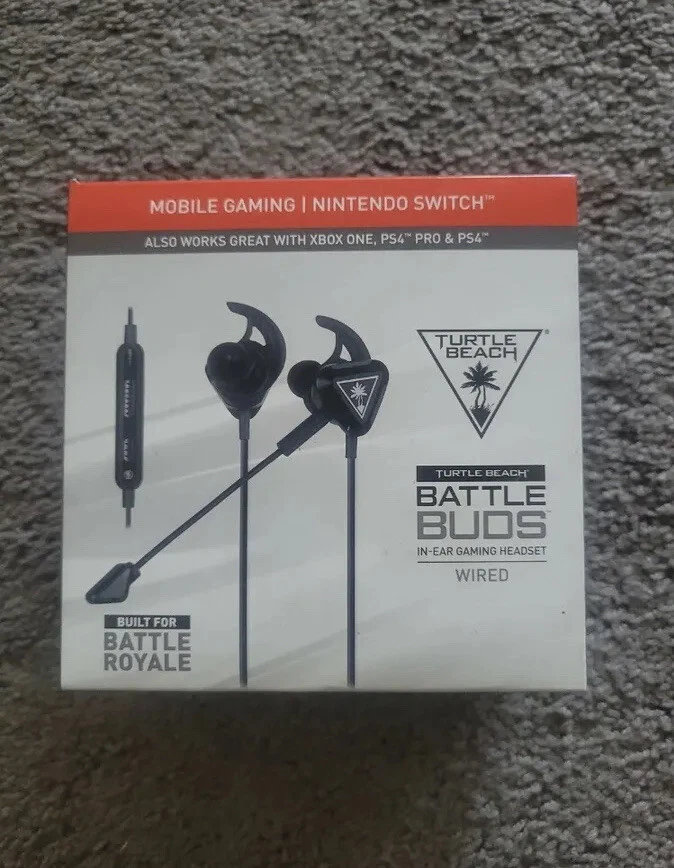 MOBILE GAMING | NINTENDO SWITCH™
ALSO WORKS GREAT WITH XBOX ONE, PS4™ PRO & PS4™
TURTLE
BEACH®
TURTLE BEACH®
BATTLE
BUDS™
IN-EAR GAMING HEADSET
WIRED
BUILT FOR
BATTLE
ROYALE